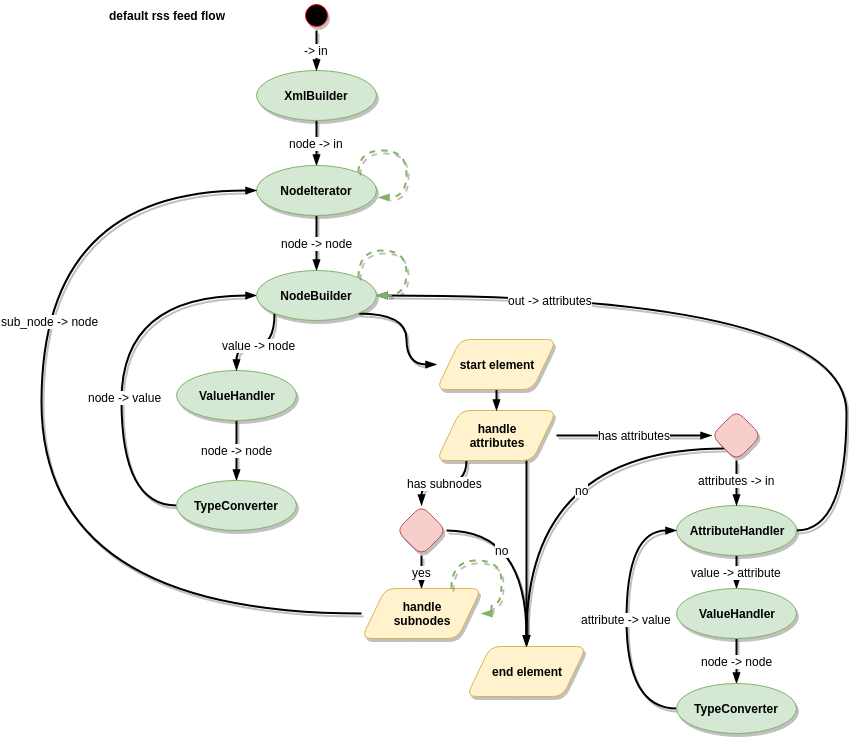 default rss feed flow
-> in
XmlBuilder
node -> in
NodeIterator
node -> node
NodeBuilder
out -> attributes
sub_node -> node
value -> node
start element
ValueHandler
node -> value
handle
attributes
has attributes
node -> node
has subnodes
attributes -> in
no
TypeConverter
AttributeHandler
no
yes
value -> attribute
handle
subnodes
ValueHandler
attribute -> value
node -> node
end element
TypeConverter